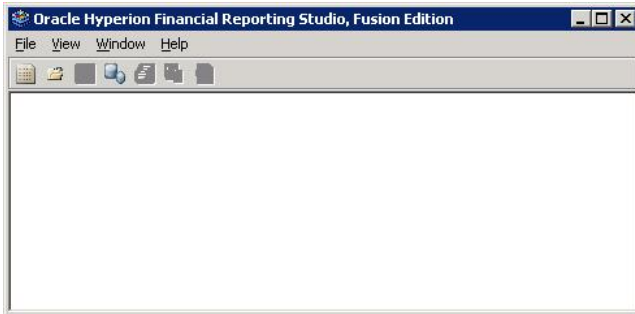 Oracle Hyperion Financial Reporting Studio, Fusion Edition
File View Window Help